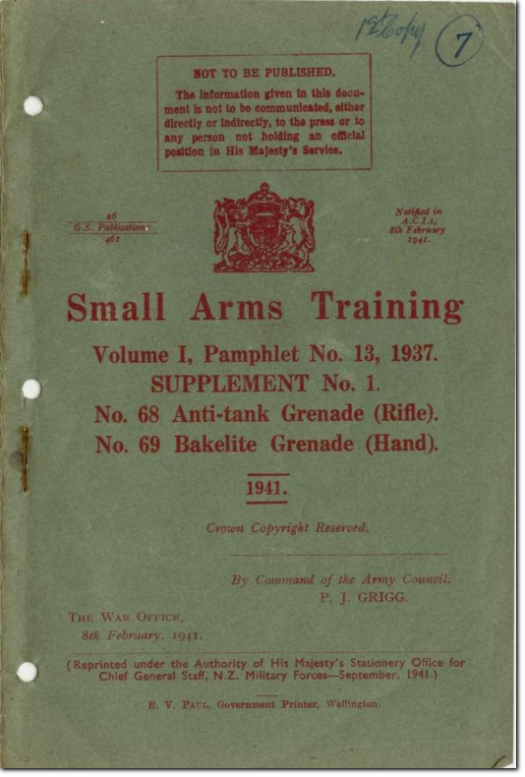 1st Copy
7
NOT TO BE PUBLISHED.
The information given in this docu-
ment is not to be communicated, either
directly or indirectly, to the press or to
any person not holding an official
position in His Majesty's Service.
26
G.S. Publications
461
Notified in
A.C.I.s,
8th February
1941.
Small Arms Training
Volume I, Pamphlet No. 13, 1937.
SUPPLEMENT No. 1.
No. 68 Anti-tank Grenade (Rifle).
No. 69 Bakelite Grenade (Hand).
1941.
Crown Copyright Reserved.
By Command of the Army Council,
P. J. GRIGG.
THE WAR OFFICE,
8th February, 1941.
(Reprinted under the Authority of His Majesty's Stationery Office for
Chief General Staff, N.Z. Military Forces—September, 1941.)
E. V. PAUL, Government Printer, Wellington.